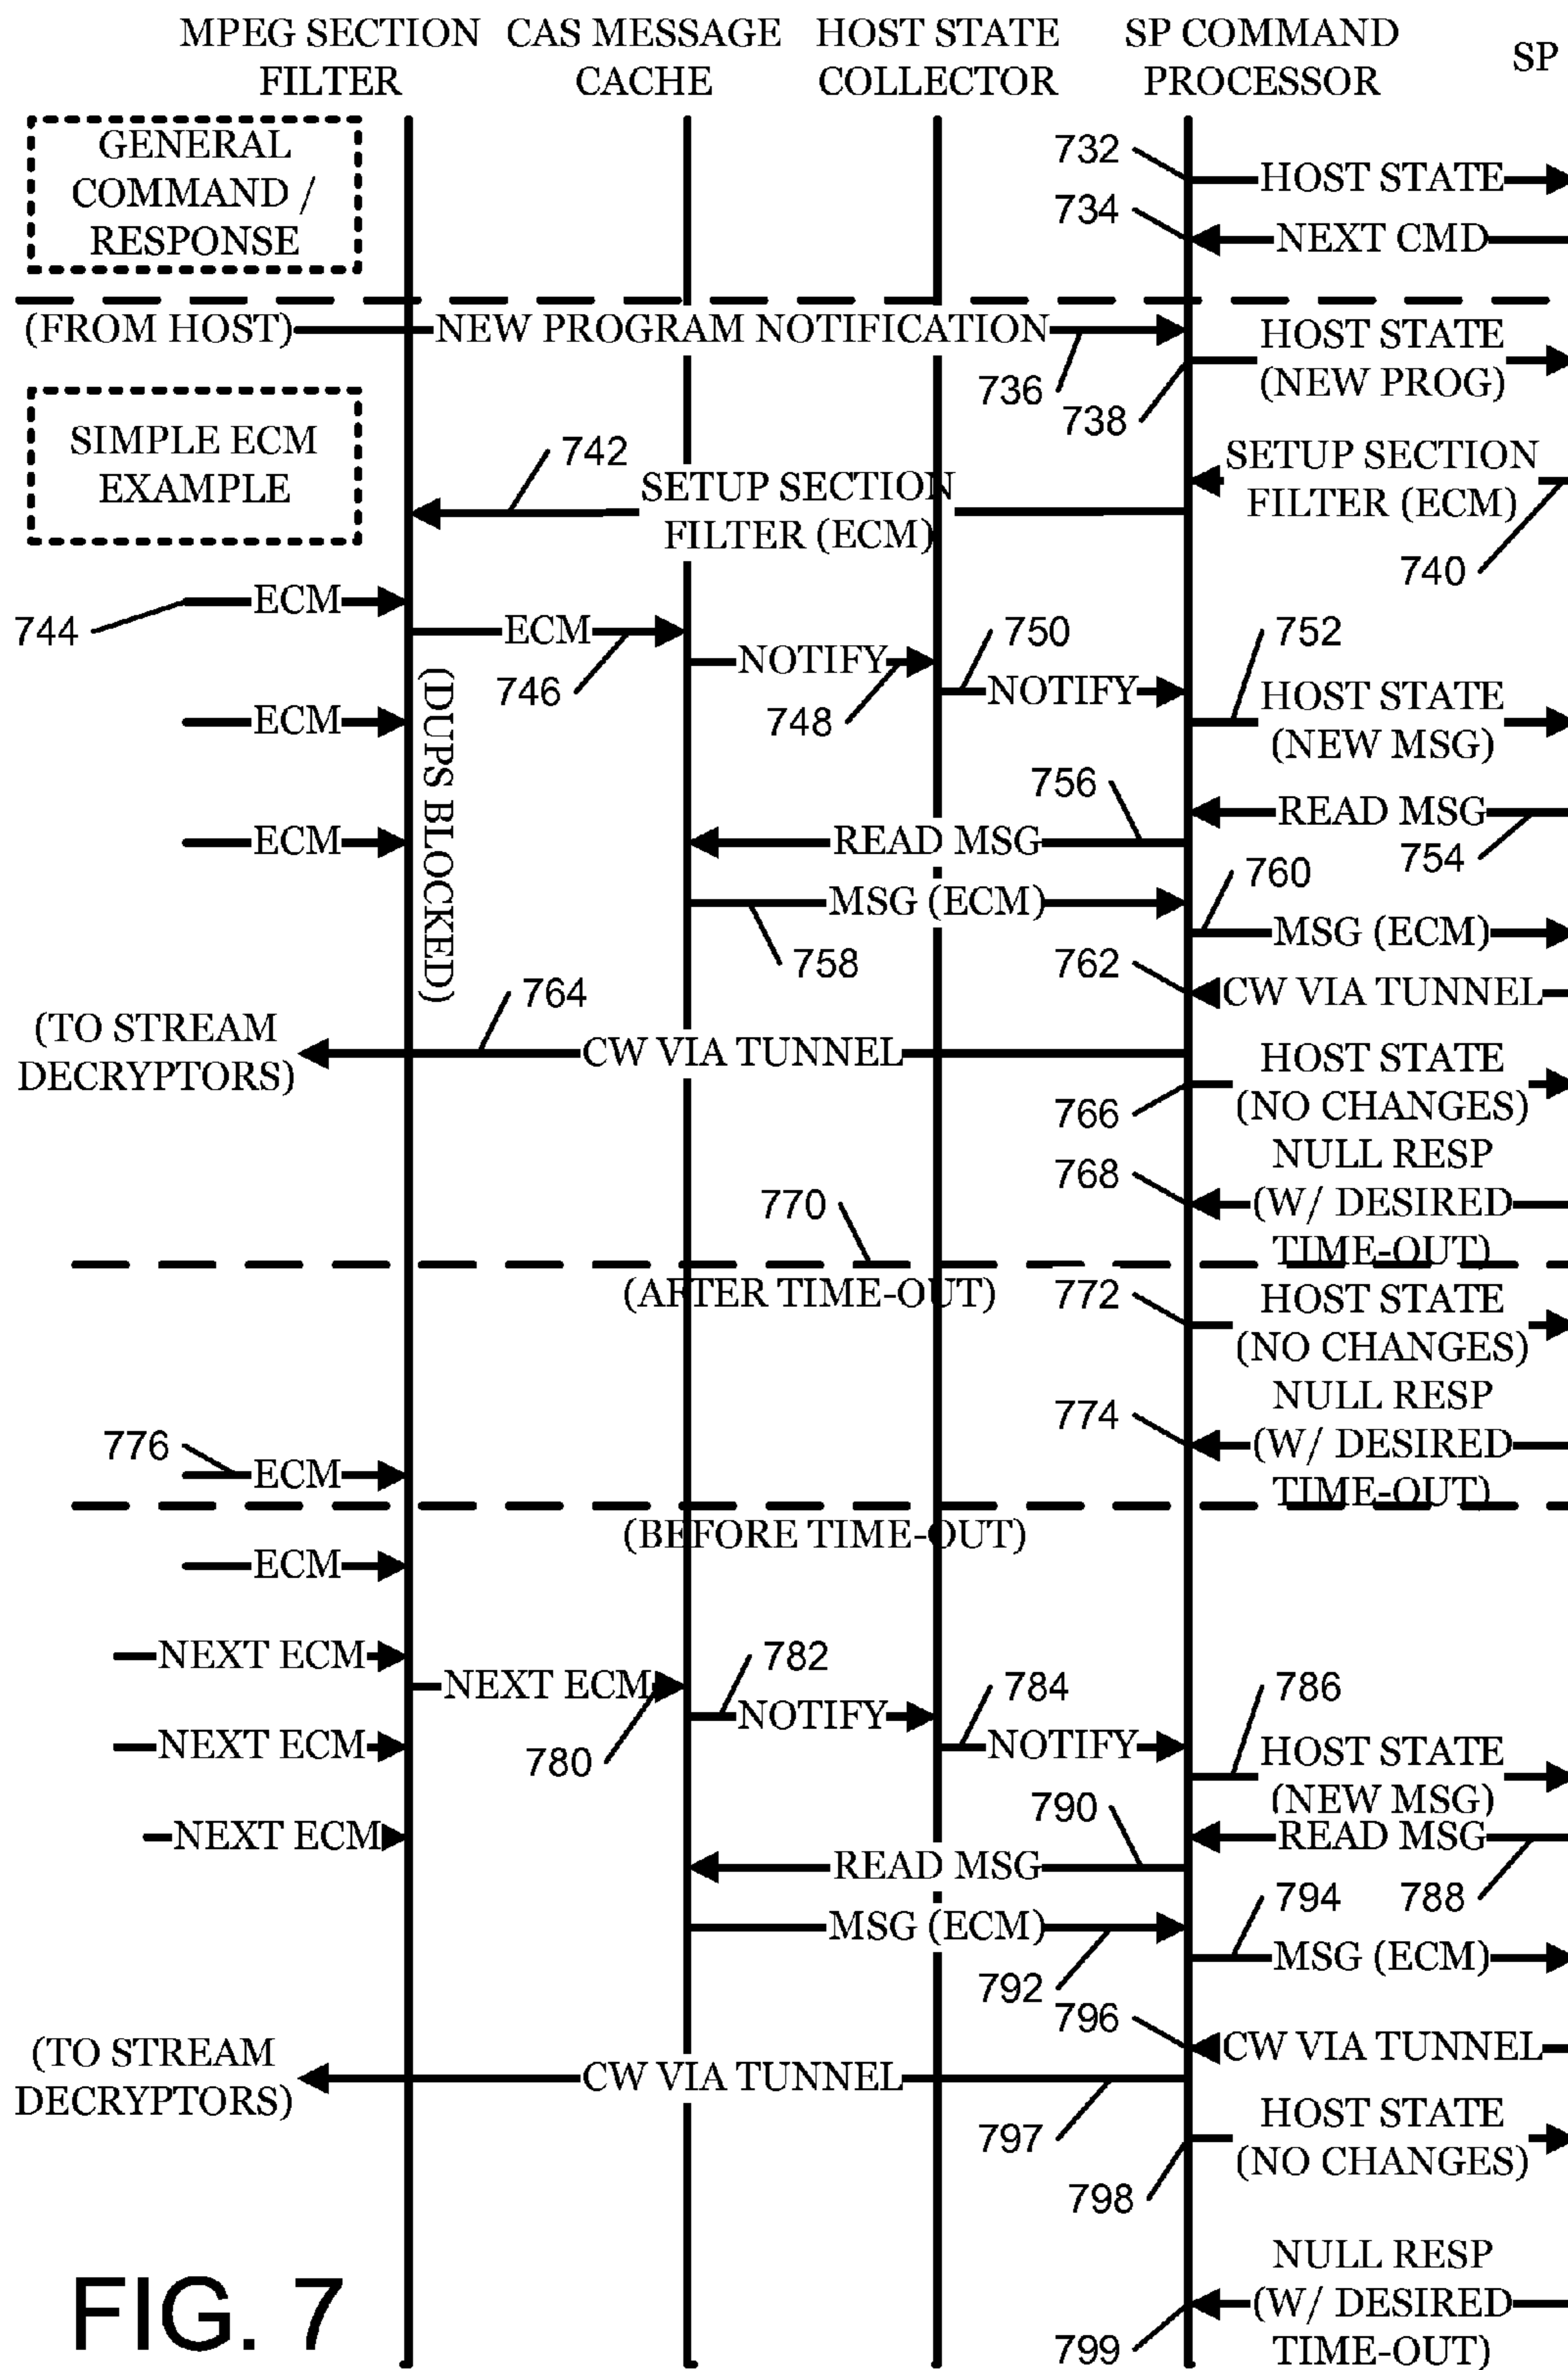 MPEG SECTION
FILTER
CAS MESSAGE
CACHE
HOST STATE
COLLECTOR
SP COMMAND
PROCESSOR
SP
GENERAL
COMMAND /
RESPONSE
732
HOST STATE
734
NEXT CMD
(FROM HOST)
NEW PROGRAM NOTIFICATION
736
738
HOST STATE
(NEW PROG)
SIMPLE ECM
EXAMPLE
742
SETUP SECTION
FILTER (ECM)
SETUP SECTION
FILTER (ECM)
740
744
ECM
ECM
746
NOTIFY
748
750
NOTIFY
752
HOST STATE
(NEW MSG)
ECM
(DUPS BLOCKED)
756
READ MSG
754
ECM
READ MSG
760
MSG (ECM)
758
MSG (ECM)
762
CW VIA TUNNEL
764
(TO STREAM
DECRYPTORS)
CW VIA TUNNEL
HOST STATE
(NO CHANGES)
766
NULL RESP
(W/ DESIRED
TIME-OUT)
768
770
(AFTER TIME-OUT)
772
HOST STATE
(NO CHANGES)
NULL RESP
(W/ DESIRED
TIME-OUT)
774
776
ECM
(BEFORE TIME-OUT)
ECM
NEXT ECM
NEXT ECM
780
782
NOTIFY
784
NOTIFY
786
HOST STATE
(NEW MSG)
NEXT ECM
790
READ MSG
788
NEXT ECM
READ MSG
MSG (ECM)
792
794
MSG (ECM)
796
CW VIA TUNNEL
(TO STREAM
DECRYPTORS)
CW VIA TUNNEL
797
HOST STATE
(NO CHANGES)
798
NULL RESP
(W/ DESIRED
TIME-OUT)
799
FIG. 7